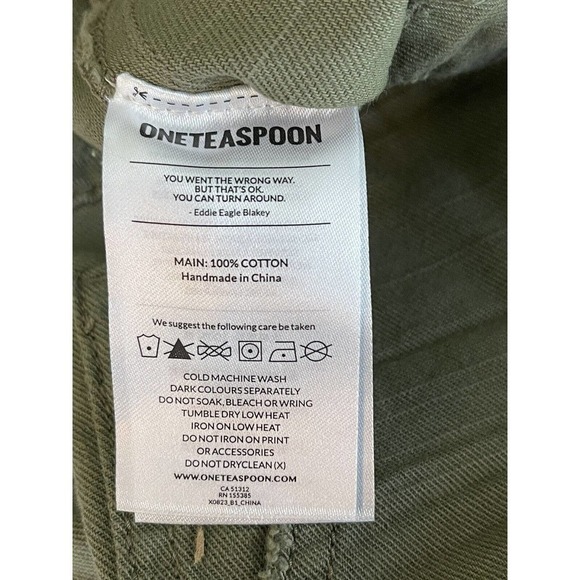 ONETEASPOON
YOU WENT THE WRONG WAY.
BUT THAT'S OK.
YOU CAN TURN AROUND.
- Eddie Eagle Blakey
MAIN: 100% COTTON
Handmade in China
We suggest the following care be taken
COLD MACHINE WASH
DARK COLOURS SEPARATELY
DO NOT SOAK, BLEACH OR WRING
TUMBLE DRY LOW HEAT
IRON ON LOW HEAT
DO NOT IRON ON PRINT
OR ACCESSORIES
DO NOT DRYCLEAN (X)
WWW.ONETEASPOON.COM
CA 51312
RN 155385
X0823_B1_CHINA